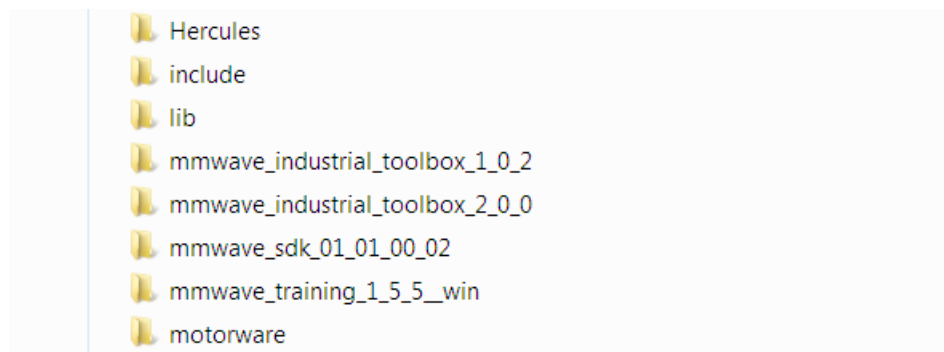 Hercules
include
lib
mmwave_industrial_toolbox_1_0_2
mmwave_industrial_toolbox_2_0_0
mmwave_sdk_01_01_00_02
mmwave_training_1_5_5__win
motorware